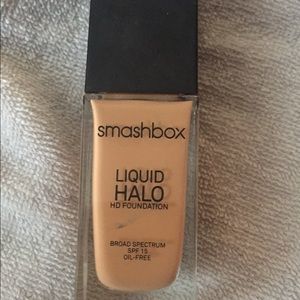 smashbox
LIQUID
HALO
HD FOUNDATION
BROAD SPECTRUM
SPF 15
OIL-FREE